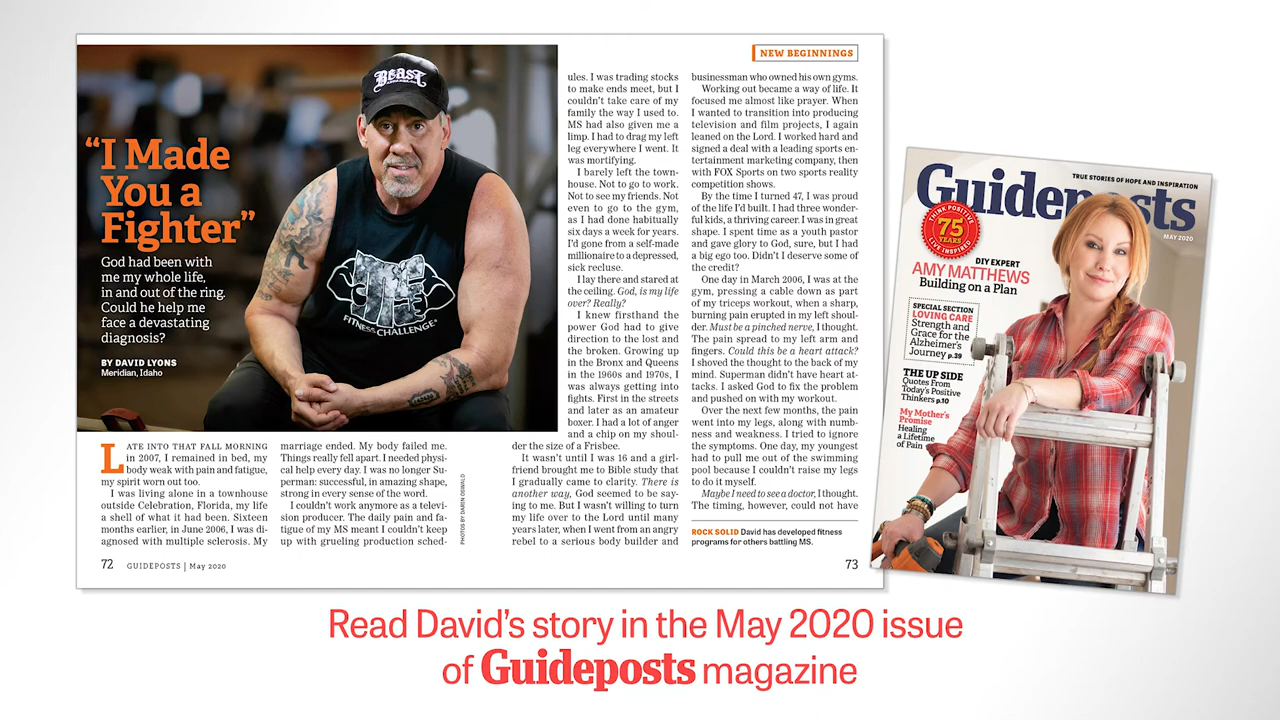 "I Made
You a
Fighter"
God had been with
me my whole life,
in and out of the ring.
Could he help me
face a devastating
diagnosis?
BY DAVID LYONS
Meridian, Idaho
BEAST
MS
FITNESS CHALLENGE
LATE INTO THAT FALL MORNING
in 2007, I remained in bed, my
body weak with pain and fatigue,
my spirit worn out too.
I was living alone in a townhouse
outside Celebration, Florida, my life
a shell of what it had been. Sixteen
months earlier, in June 2006, I was di-
agnosed with multiple sclerosis. My
marriage ended. My body failed me.
Things really fell apart. I needed physi-
cal help every day. I was no longer Su-
perman: successful, in amazing shape,
strong in every sense of the word.
I couldn't work anymore as a televi-
sion producer. The daily pain and fa-
tigue of my MS meant I couldn't keep
up with grueling production sched-
PHOTOS BY DAREN OSWALD
72 GUIDEPOSTS | May 2020
ules. I was trading stocks
to make ends meet, but I
couldn't take care of my
family the way I used to.
MS had also given me a
limp. I had to drag my left
leg everywhere I went. It
was mortifying.
I barely left the town-
house. Not to go to work.
Not to see my friends. Not
even to go to the gym,
as I had done habitually
six days a week for years.
I'd gone from a self-made
millionaire to a depressed,
sick recluse.
I lay there and stared at
the ceiling. God, is my life
over? Really?
I knew firsthand the
power God had to give
direction to the lost and
the broken. Growing up
in the Bronx and Queens
in the 1960s and 1970s, I
was always getting into
fights. First in the streets
and later as an amateur
boxer. I had a lot of anger
and a chip on my shoul-
der the size of a Frisbee.
It wasn't until I was 16 and a girl-
friend brought me to Bible study that
I gradually came to clarity. There is
another way, God seemed to be say-
ing to me. But I wasn't willing to turn
my life over to the Lord until many
years later, when I went from an angry
rebel to a serious body builder and
NEW BEGINNINGS
businessman who owned his own gyms.
Working out became a way of life. It
focused me almost like prayer. When
I wanted to transition into producing
television and film projects, I again
leaned on the Lord. I worked hard and
signed a deal with a leading sports en-
tertainment marketing company, then
with FOX Sports on two sports reality
competition shows.
By the time I turned 47, I was proud
of the life I'd built. I had three wonder-
ful kids, a thriving career. I was in great
shape. I spent time as a youth pastor
and gave glory to God, sure, but I had
a big ego too. Didn't I deserve some of
the credit?
One day in March 2006, I was at the
gym, pressing a cable down as part
of my triceps workout, when a sharp,
burning pain erupted in my left shoul-
der. Must be a pinched nerve, I thought.
The pain spread to my left arm and
fingers. Could this be a heart attack?
I shoved the thought to the back of my
mind. Superman didn't have heart at-
tacks. I asked God to fix the problem
and pushed on with my workout.
Over the next few months, the pain
went into my legs, along with numb-
ness and weakness. I tried to ignore
the symptoms. One day, my youngest
had to pull me out of the swimming
pool because I couldn't raise my legs
to do it myself.
Maybe I need to see a doctor, I thought.
The timing, however, could not have
ROCK SOLID David has developed fitness
programs for others battling MS.
73
TRUE STORIES OF HOPE AND INSPIRATION
Guideposts
MAY 2020
THINK POSITIVE
75
YEARS
LIVE INSPIRED
DIY EXPERT
AMY MATTHEWS
Building on a Plan
SPECIAL SECTION
LOVING CARE
Strength and
Grace for the
Alzheimer's
Journey p.39
THE UP SIDE
Quotes From
Today's Positive
Thinkers p.10
My Mother's
Promise
Healing
a Lifetime
of Pain
Read David's story in the May 2020 issue
of Guideposts magazine